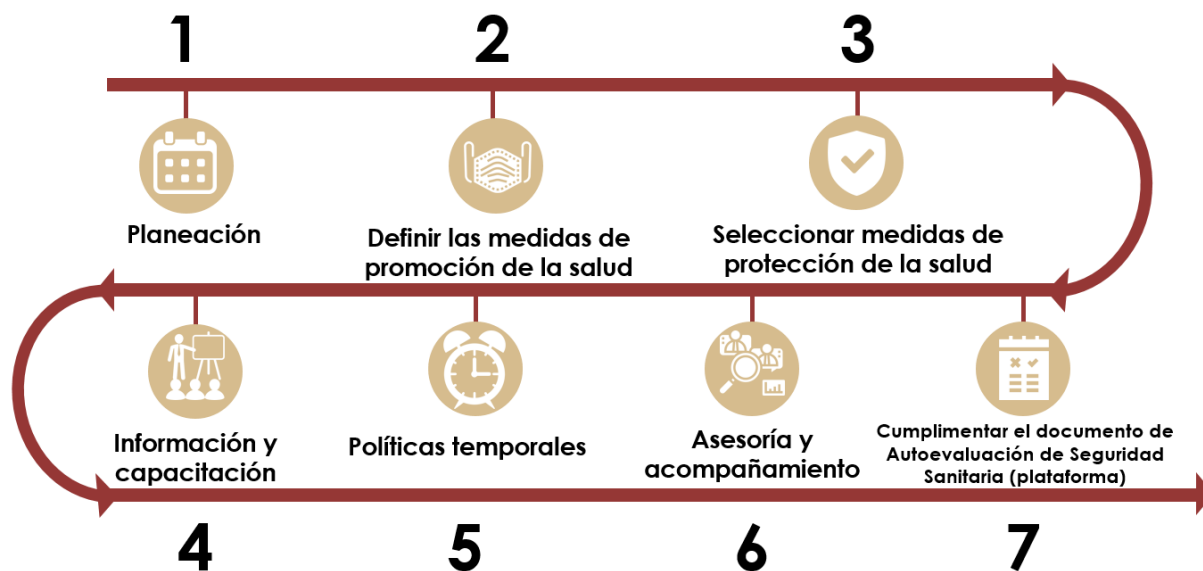 1
2
3
Planeación
Definir las medidas de
promoción de la salud
Seleccionar medidas de
protección de la salud
Información y
capacitación
Políticas temporales
Asesoría y
acompañamiento
Cumplimentar el documento de
Autoevaluación de Seguridad
Sanitaria (plataforma)
4
5
6
7